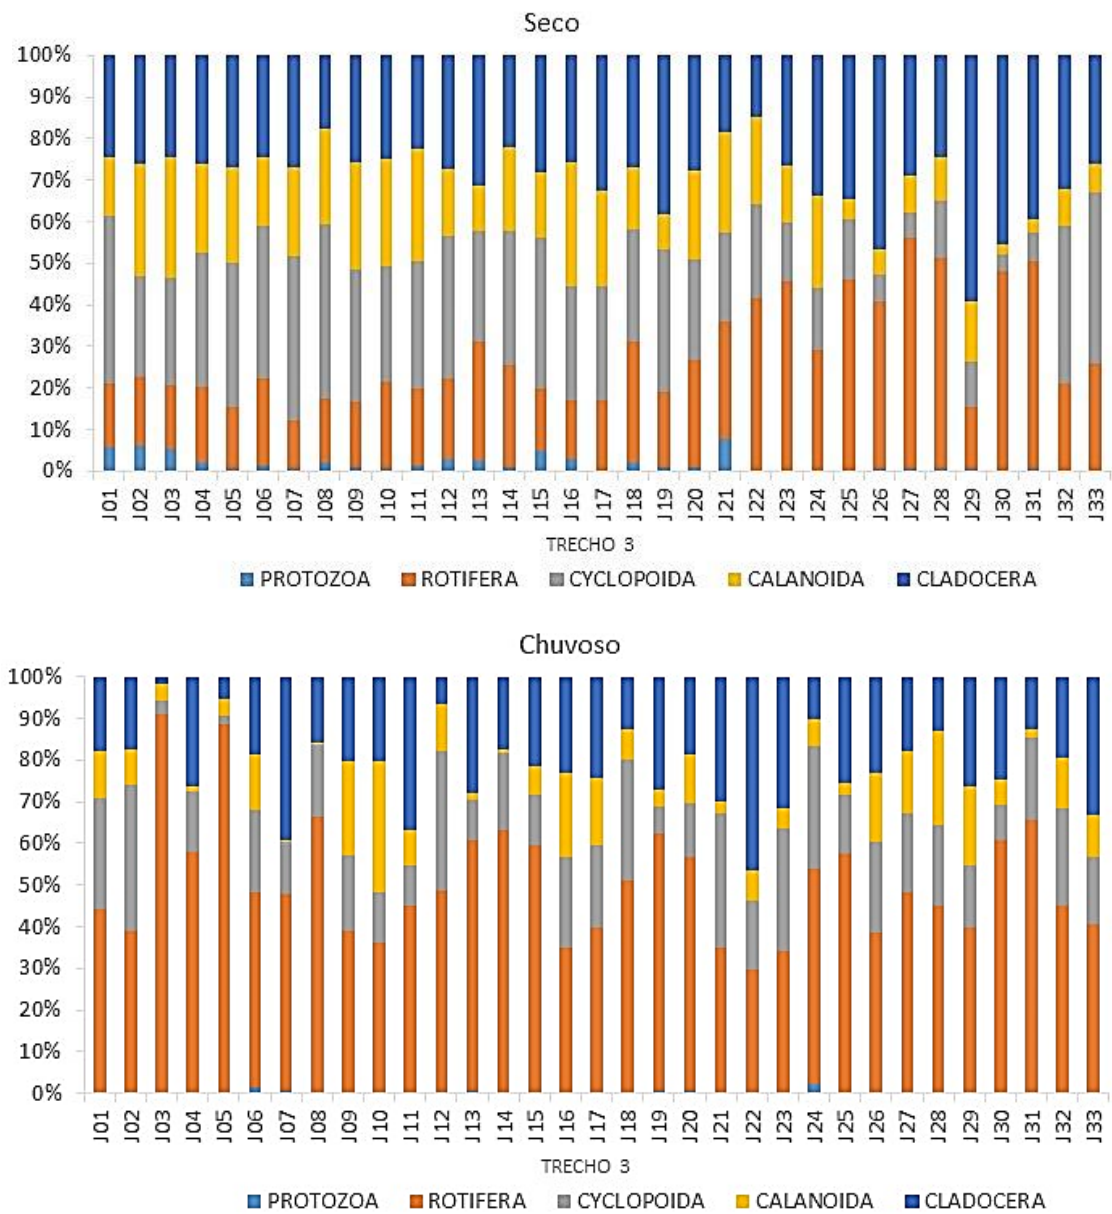 Seco
100%
90%
80%
70%
60%
50%
40%
30%
20%
10%
0%
J01 J02 J03 J04 J05 J06 J07 J08 J09 J10 J11 J12 J13 J14 J15 J16 J17 J18 J19 J20 J21 J22 J23 J24 J25 J26 J27 J28 J29 J30 J31 J32 J33
TRECHO 3
PROTOZOA ROTIFERA CYCLOPOIDA CALANOIDA CLADOCERA
Chuvoso
100%
90%
80%
70%
60%
50%
40%
30%
20%
10%
0%
J01 J02 J03 J04 J05 J06 J07 J08 J09 J10 J11 J12 J13 J14 J15 J16 J17 J18 J19 J20 J21 J22 J23 J24 J25 J26 J27 J28 J29 J30 J31 J32 J33
TRECHO 3
PROTOZOA ROTIFERA CYCLOPOIDA CALANOIDA CLADOCERA